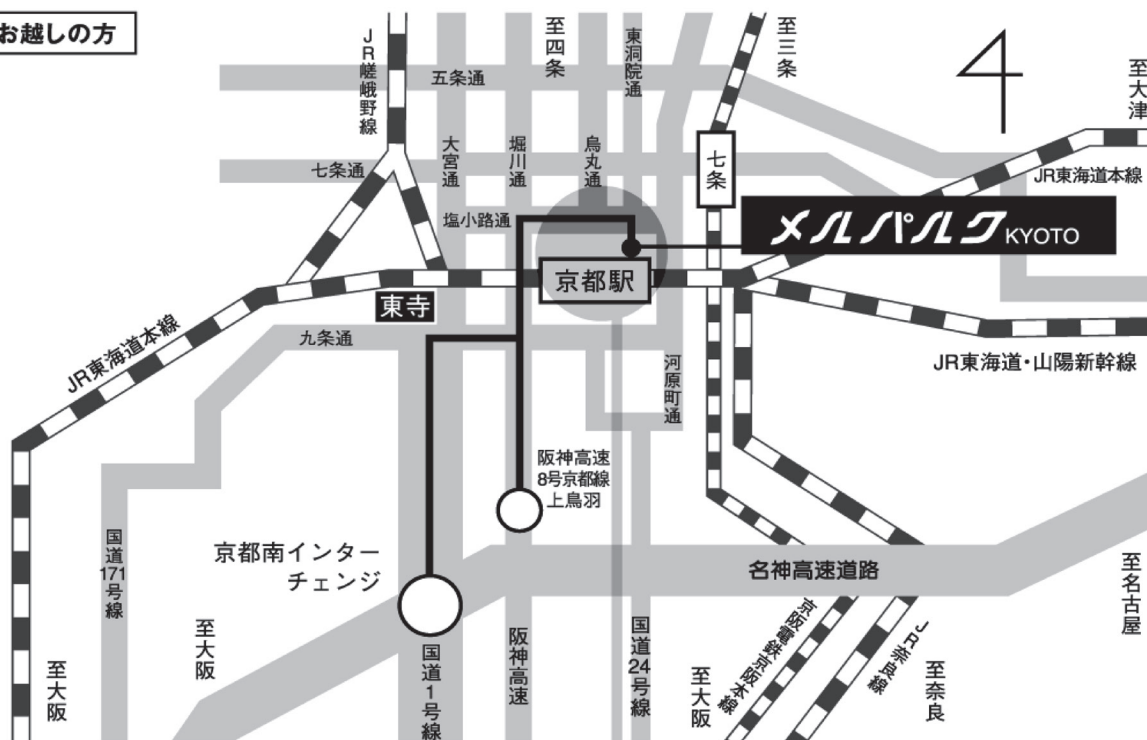 お越しの方
JR嵯峨野線
至四条
東洞院通
至三条
至大津
五条通
大宮通
堀川通
烏丸通
七条
七条通
JR東海道本線
塩小路通
メルパルク KYOTO
京都駅
東寺
九条通
JR東海道本線
河原町通
JR東海道・山陽新幹線
阪神高速
8号京都線
上鳥羽
国道171号線
京都南インター
チェンジ
名神高速道路
至名古屋
至大阪
至大阪
国道1号線
阪神高速
国道24号線
至大阪
京阪電鉄京阪本線
JR奈良線
至奈良